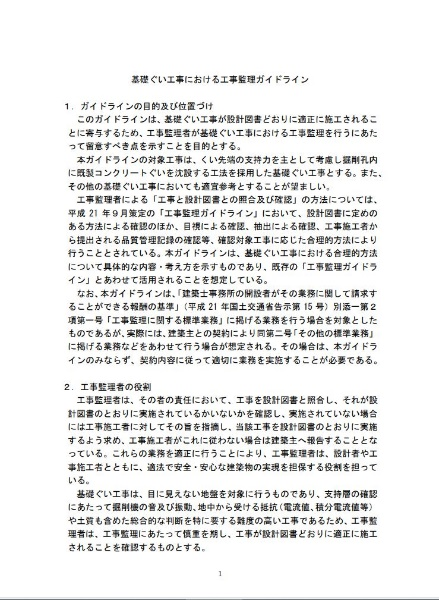 基礎ぐい工事における工事監理ガイドライン
１．ガイドラインの目的及び位置づけ
このガイドラインは、基礎ぐい工事が設計図書どおりに適正に施工されるこ
とに寄与するため、工事監理者が基礎ぐい工事における工事監理を行うにあた
って留意すべき点を示すことを目的とする。
本ガイドラインの対象工事は、くい先端の支持力を主として考慮し掘削孔内
に既製コンクリートぐいを沈設する工法を採用した基礎ぐい工事とする。また、
その他の基礎ぐい工事においても適宜参考とすることが望ましい。
工事監理者による「工事と設計図書との照合及び確認」の方法については、
平成 21 年９月策定の「工事監理ガイドライン」において、設計図書に定めの
ある方法による確認のほか、目視による確認、抽出による確認、工事施工者か
ら提出される品質管理記録の確認等、確認対象工事に応じた合理的方法により
行うこととされている。本ガイドラインは、基礎ぐい工事における合理的方法
について具体的な内容・考え方を示すものであり、既存の「工事監理ガイドラ
イン」とあわせて活用されることを想定している。
なお、本ガイドラインは、「建築士事務所の開設者がその業務に関して請求す
ることができる報酬の基準」（平成 21 年国土交通省告示第 15 号）別添一第２
項第一号「工事監理に関する標準業務」に掲げる業務を行う場合を対象とした
ものであるが、実際には、建築主との契約により同第二号「その他の標準業務」
に掲げる業務などをあわせて行う場合が想定される。その場合は、本ガイドラ
インのみならず、契約内容に従って適切に業務を実施することが必要である。
２．工事監理者の役割
工事監理者は、その者の責任において、工事を設計図書と照合し、それが設
計図書のとおりに実施されているかいないかを確認し、実施されていない場合
には工事施工者に対してその旨を指摘し、当該工事を設計図書のとおりに実施
するよう求め、工事施工者がこれに従わない場合は建築主へ報告することとな
っている。これらの業務を適正に行うことにより、工事監理者は、設計者や工
事施工者とともに、適法で安全・安心な建築物の実現を担保する役割を担って
いる。
基礎ぐい工事は、目に見えない地盤を対象に行うものであり、支持層の確認
にあたって掘削機の音及び振動、地中から受ける抵抗（電流値、積分電流値等）
や土質も含めた総合的な判断を特に要する難度の高い工事であるため、工事監
理者は、工事監理にあたって慎重を期し、工事が設計図書どおりに適正に施工
されることを確認するものとする。
1